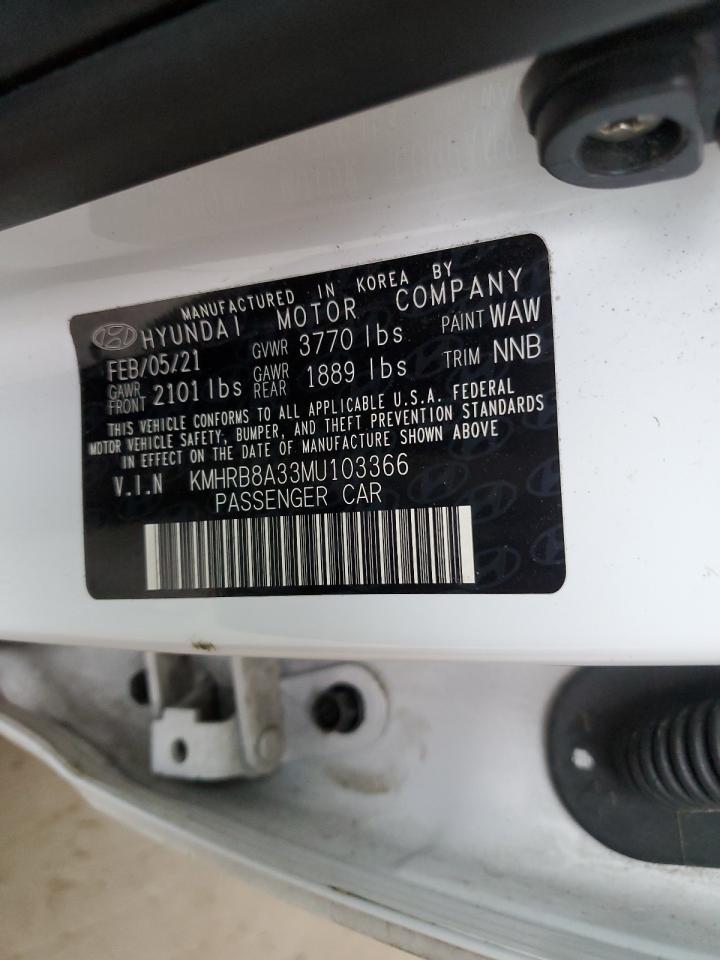 MANUFACTURED IN KOREA BY
HYUNDAI MOTOR COMPANY
FEB/05/21 GVWR 3770 lbs PAINT WAW
GAWR FRONT 2101 lbs GAWR REAR 1889 lbs TRIM NNB
THIS VEHICLE CONFORMS TO ALL APPLICABLE U.S.A. FEDERAL
MOTOR VEHICLE SAFETY, BUMPER, AND THEFT PREVENTION STANDARDS
IN EFFECT ON THE DATE OF MANUFACTURE SHOWN ABOVE
V.I.N KMHRB8A33MU103366
PASSENGER CAR